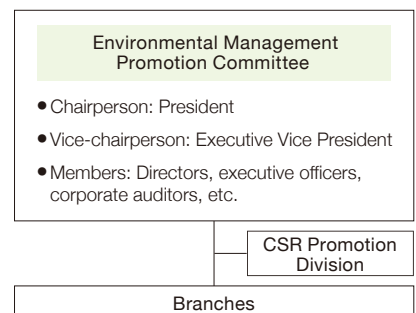 Environmental Management
Promotion Committee
●Chairperson: President
●Vice-chairperson: Executive Vice President
●Members: Directors, executive officers,
corporate auditors, etc.
CSR Promotion
Division
Branches